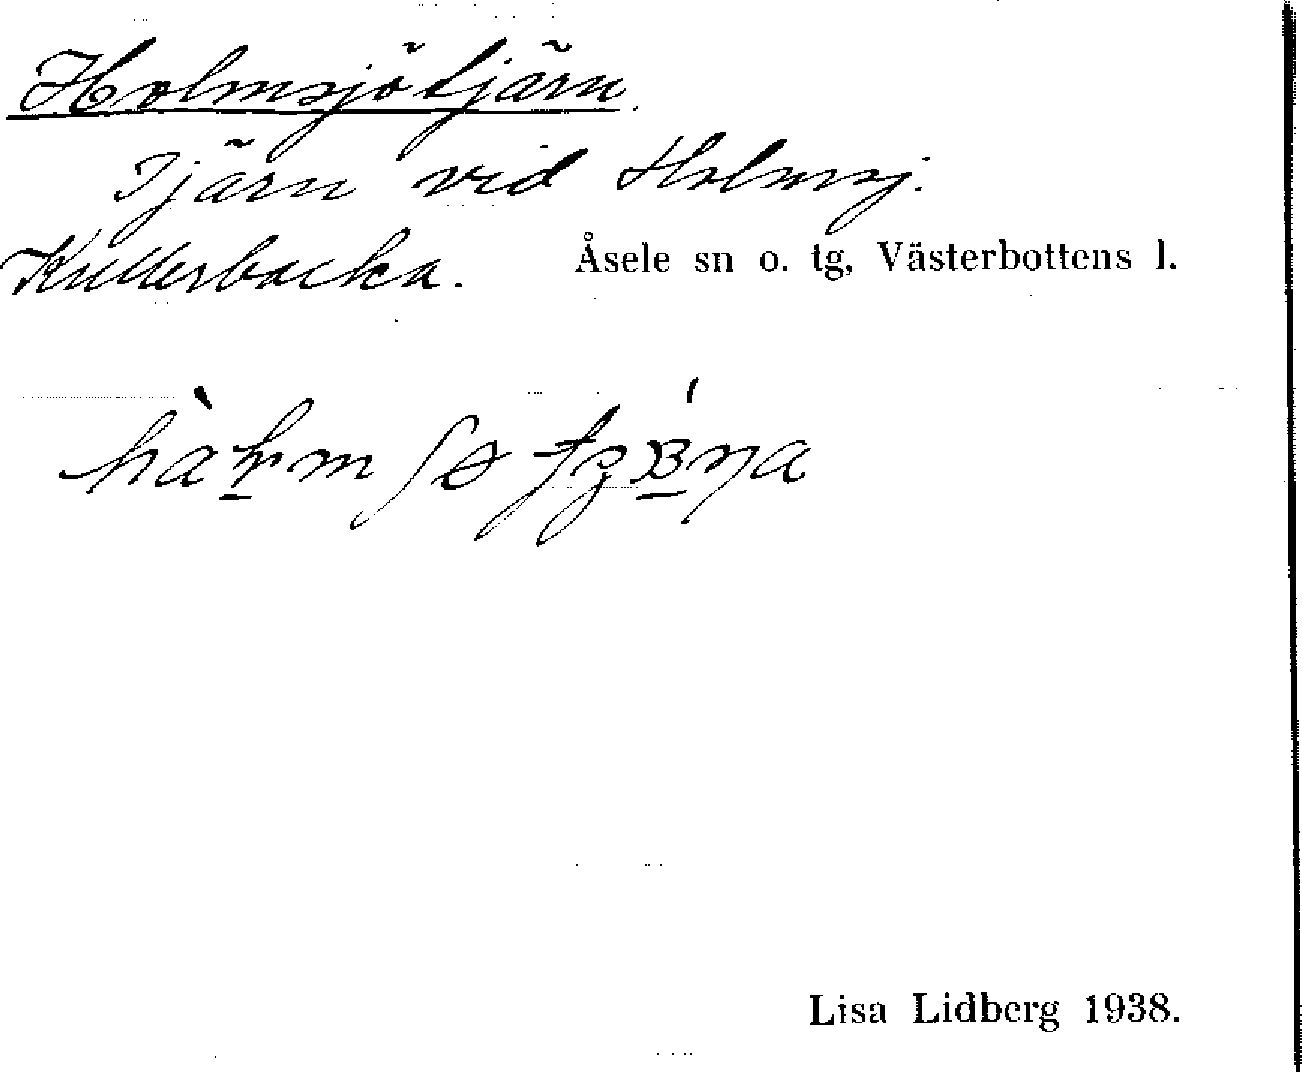 Holmsjötjärn.
Tjärn vid Holmsj.
Kullerbacka. Åsele sn o. tg, Västerbottens l.
Lisa Lidberg 1938.